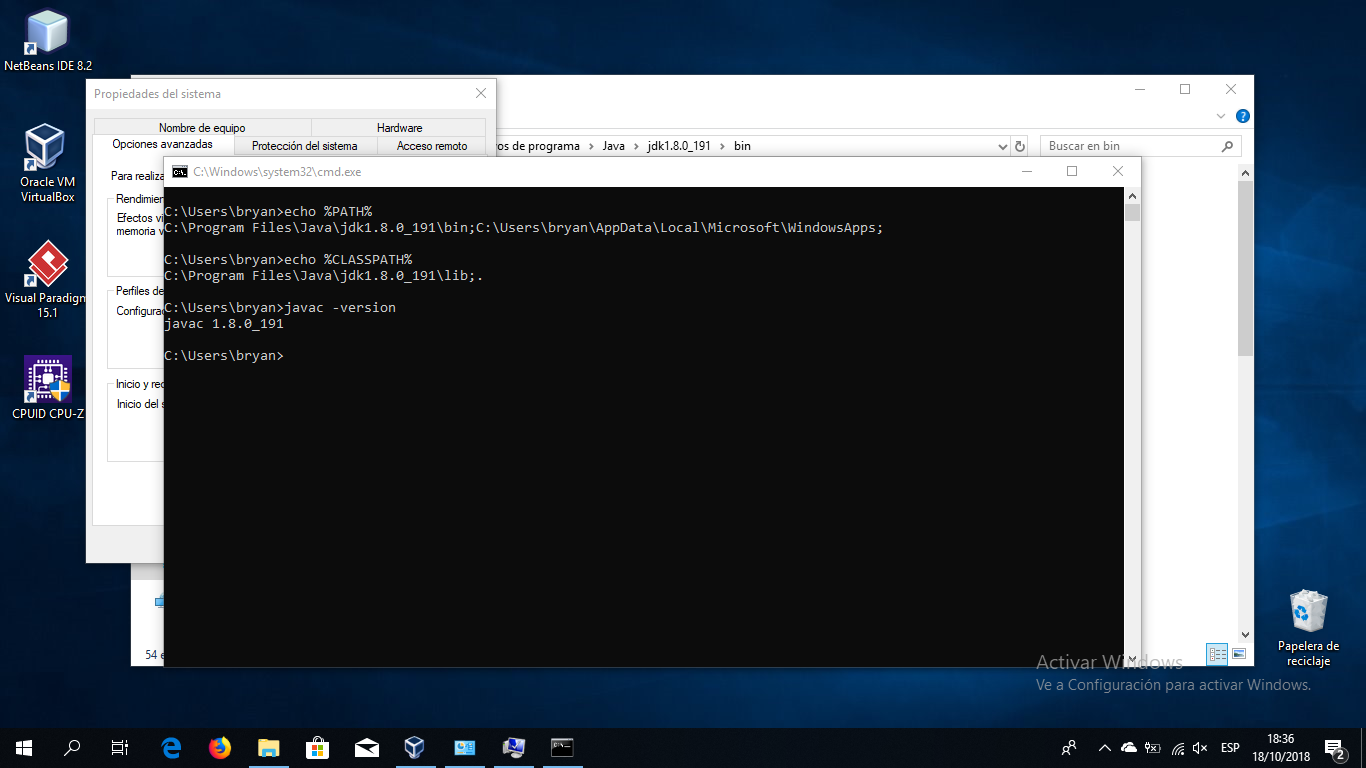 NetBeans IDE 8.2
Oracle VM
VirtualBox
Visual Paradigm
15.1
CPUID CPU-Z
Propiedades del sistema
Nombre de equipo
Hardware
Opciones avanzadas
Protección del sistema
Acceso remoto
Para realiza
Rendimien
Efectos vi
memoria v
Perfiles de
Configurac
Inicio y rec
Inicio del s
os de programa › Java › jdk1.8.0_191 › bin
Buscar en bin
C:\Windows\system32\cmd.exe
C:\Users\bryan>echo %PATH%
C:\Program Files\Java\jdk1.8.0_191\bin;C:\Users\bryan\AppData\Local\Microsoft\WindowsApps;
C:\Users\bryan>echo %CLASSPATH%
C:\Program Files\Java\jdk1.8.0_191\lib;.
C:\Users\bryan>javac -version
javac 1.8.0_191
C:\Users\bryan>
54 e
Papelera de
reciclaje
Activar Windows
Ve a Configuración para activar Windows.
ESP
18:36
18/10/2018
2